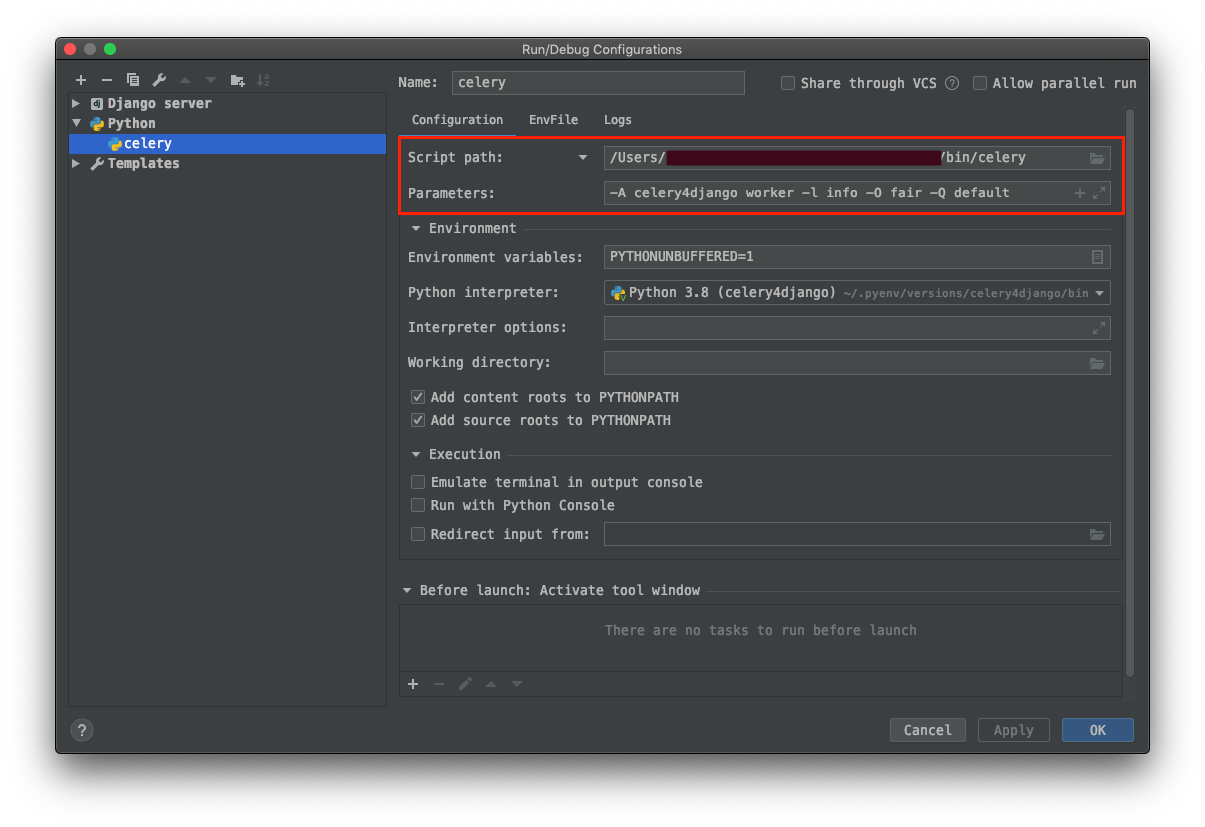 Run/Debug Configurations
Name: celery
Share through VCS ? Allow parallel run
Django server
Python
celery
Templates
Configuration EnvFile Logs
Script path: /Users/ /bin/celery
Parameters: -A celery4django worker -l info -O fair -Q default
Environment
Environment variables: PYTHONUNBUFFERED=1
Python interpreter: Python 3.8 (celery4django) ~/.pyenv/versions/celery4django/bin
Interpreter options:
Working directory:
Add content roots to PYTHONPATH
Add source roots to PYTHONPATH
Execution
Emulate terminal in output console
Run with Python Console
Redirect input from:
Before launch: Activate tool window
There are no tasks to run before launch
? Cancel Apply OK